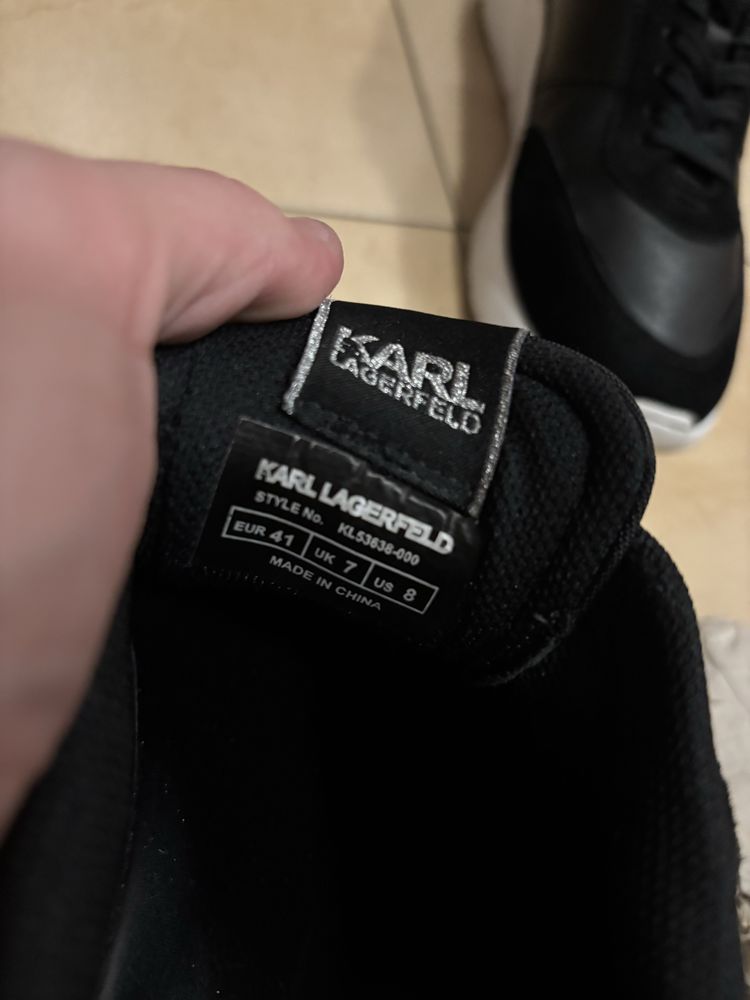 KARL
LAGERFELD
KARL LAGERFELD
STYLE No. KL53638-000
EUR 41 UK 7 US 8
MADE IN CHINA